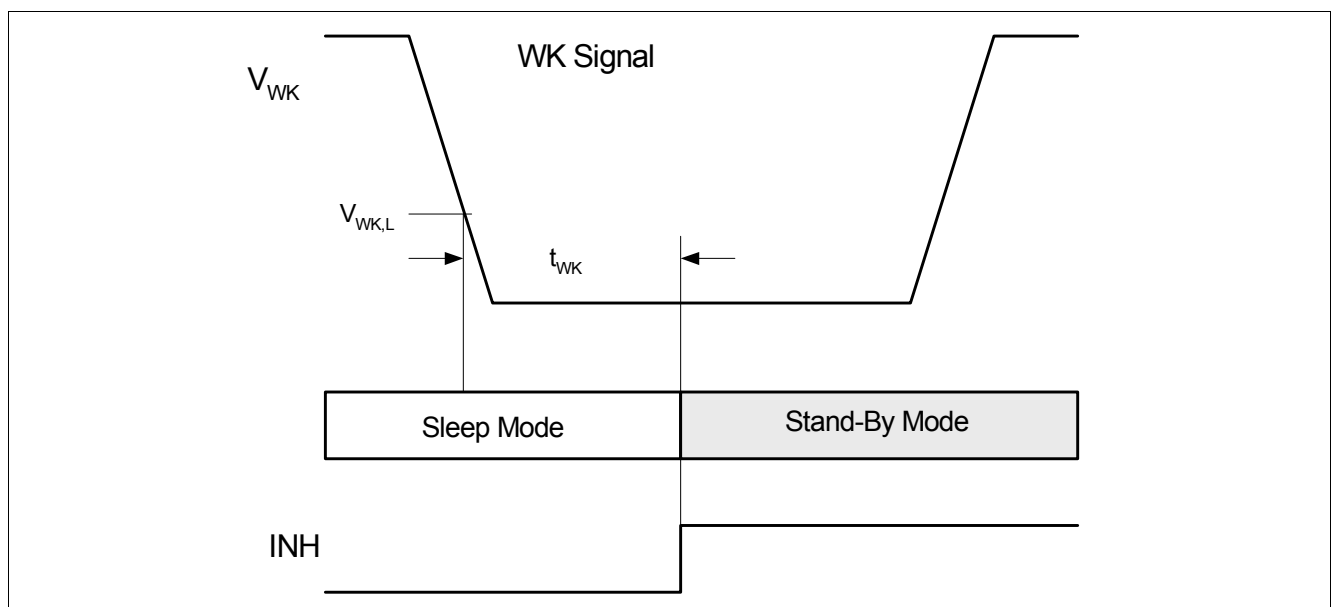 WK Signal
V_WK
V_WK,L
t_WK
Sleep Mode
Stand-By Mode
INH